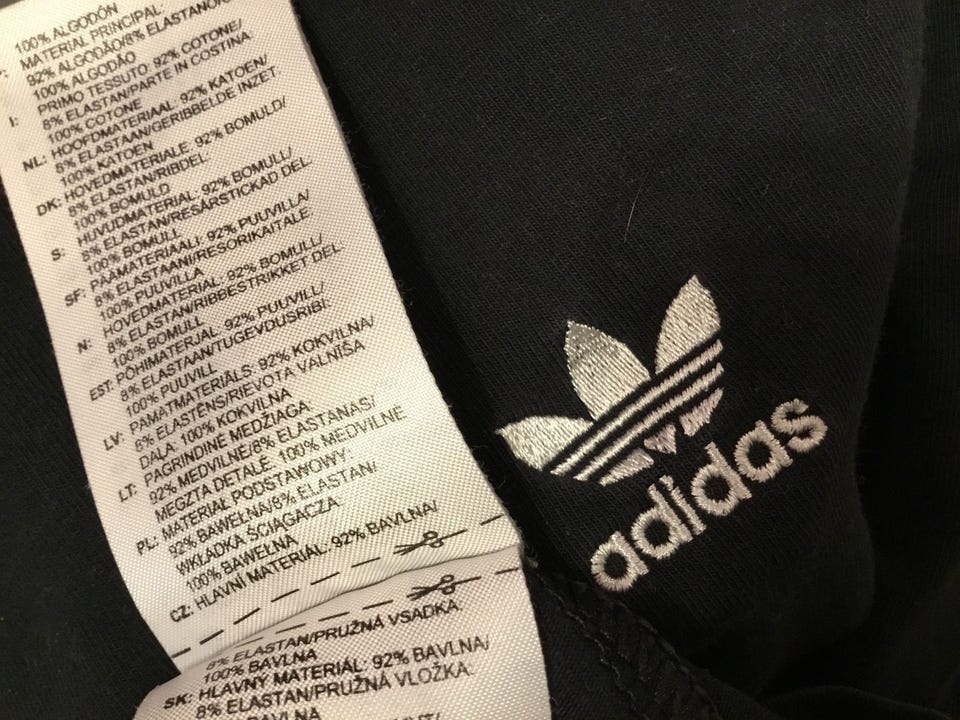 100% ALGODÓN
MATERIAL PRINCIPAL:
92% ALGODÃO/8% ELASTANO/
100% ALGODÃO
I: PRIMO TESSUTO: 92% COTONE/
8% ELASTAN/PARTE IN COSTINA:
100% COTONE
NL: HOOFDMATERIAAL: 92% KATOEN/
8% ELASTAAN/GERIBBELDE INZET:
100% KATOEN
DK: HOVEDMATERIALE: 92% BOMULD/
8% ELASTAN/RIBDEL:
100% BOMULD
S: HUVUDMATERIAL: 92% BOMULL/
8% ELASTAN/RESÅRSTICKAD DEL:
100% BOMULL
SF: PÄÄMATERIAALI: 92% PUUVILLA/
8% ELASTAANI/RESORIKAITALE:
100% PUUVILLA
N: HOVEDMATERIAL: 92% BOMULL/
8% ELASTAN/RIBBESTRIKKET DEL:
100% BOMULL
EST: PÕHIMATERJAL: 92% PUUVILL/
8% ELASTAAN/TUGEVDUSRIBI:
100% PUUVILL
LV: PAMATMATERIĀLS: 92% KOKVILNA/
8% ELASTĒNS/RIEVOTA VALNĪŠA
DAĻA: 100% KOKVILNA
LT: PAGRINDINĖ MEDŽIAGA:
92% MEDVILNĖ/8% ELASTANAS/
MEGZTA DETALĖ: 100% MEDVILNĖ
PL: MATERIAŁ PODSTAWOWY:
92% BAWEŁNA/8% ELASTAN/
WKŁADKA ŚCIĄGACZA:
100% BAWEŁNA
CZ: HLAVNÍ MATERIÁL: 92% BAVLNA/
8% ELASTAN/PRUŽNÁ VSADKA:
100% BAVLNA
SK: HLAVNÝ MATERIÁL: 92% BAVLNA/
8% ELASTAN/PRUŽNÁ VLOŽKA:
100% BAVLNA
adidas